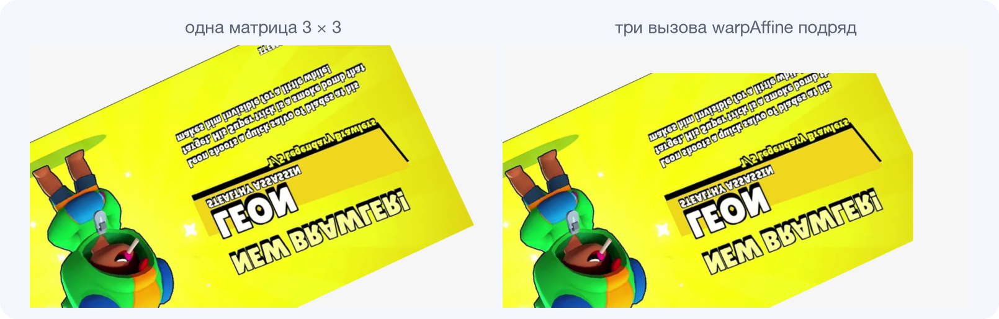 одна матрица 3 × 3
три вызова warpAffine подряд
makes him invisible for a little while!
target. His Super trick is a smoke bomb that
Leon shoots a quick salvo of blades at his
1/5 Legendary Brawlers
STEALTHY ASSASSIN
LEON
NEW BRAWLER!
makes him invisible for a little
target. His Super trick is a smoke bomb
Leon shoots a quick salvo of blades at his
1/5 Legendary Brawlers
STEALTHY ASSASSIN
LEON
NEW BRAWLER!